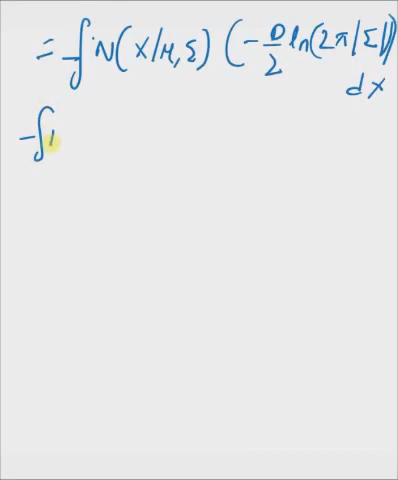 = -∫ N(x/μ, Σ) (-D/2 ln(2π|Σ|)
dx
-∫